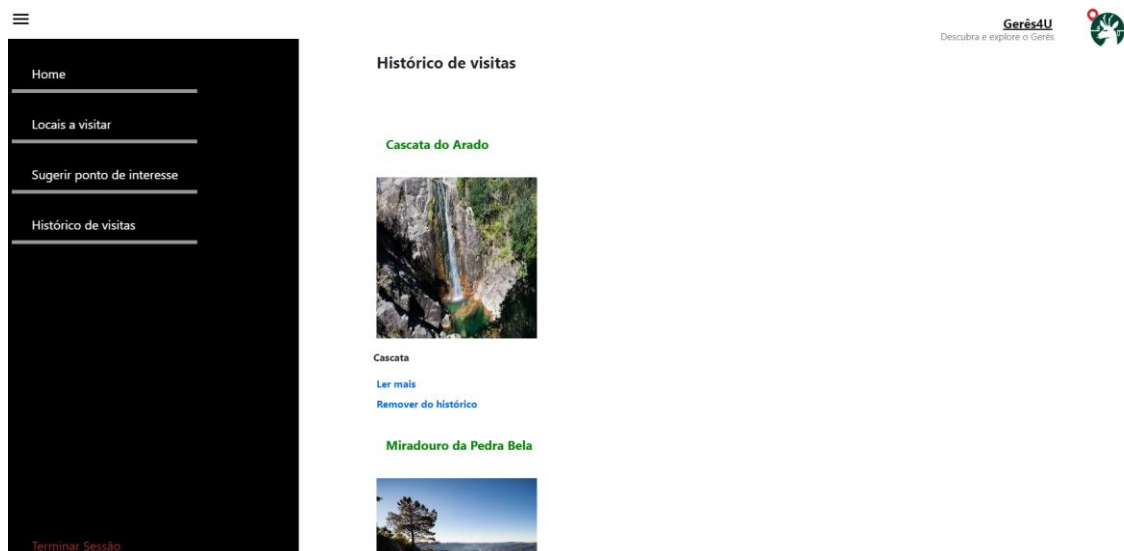 Gerês4U
Descubra e explore o Gerês
Home
Locais a visitar
Sugerir ponto de interesse
Histórico de visitas
Terminar Sessão
Histórico de visitas
Cascata do Arado
Cascata
Ler mais
Remover do histórico
Miradouro da Pedra Bela